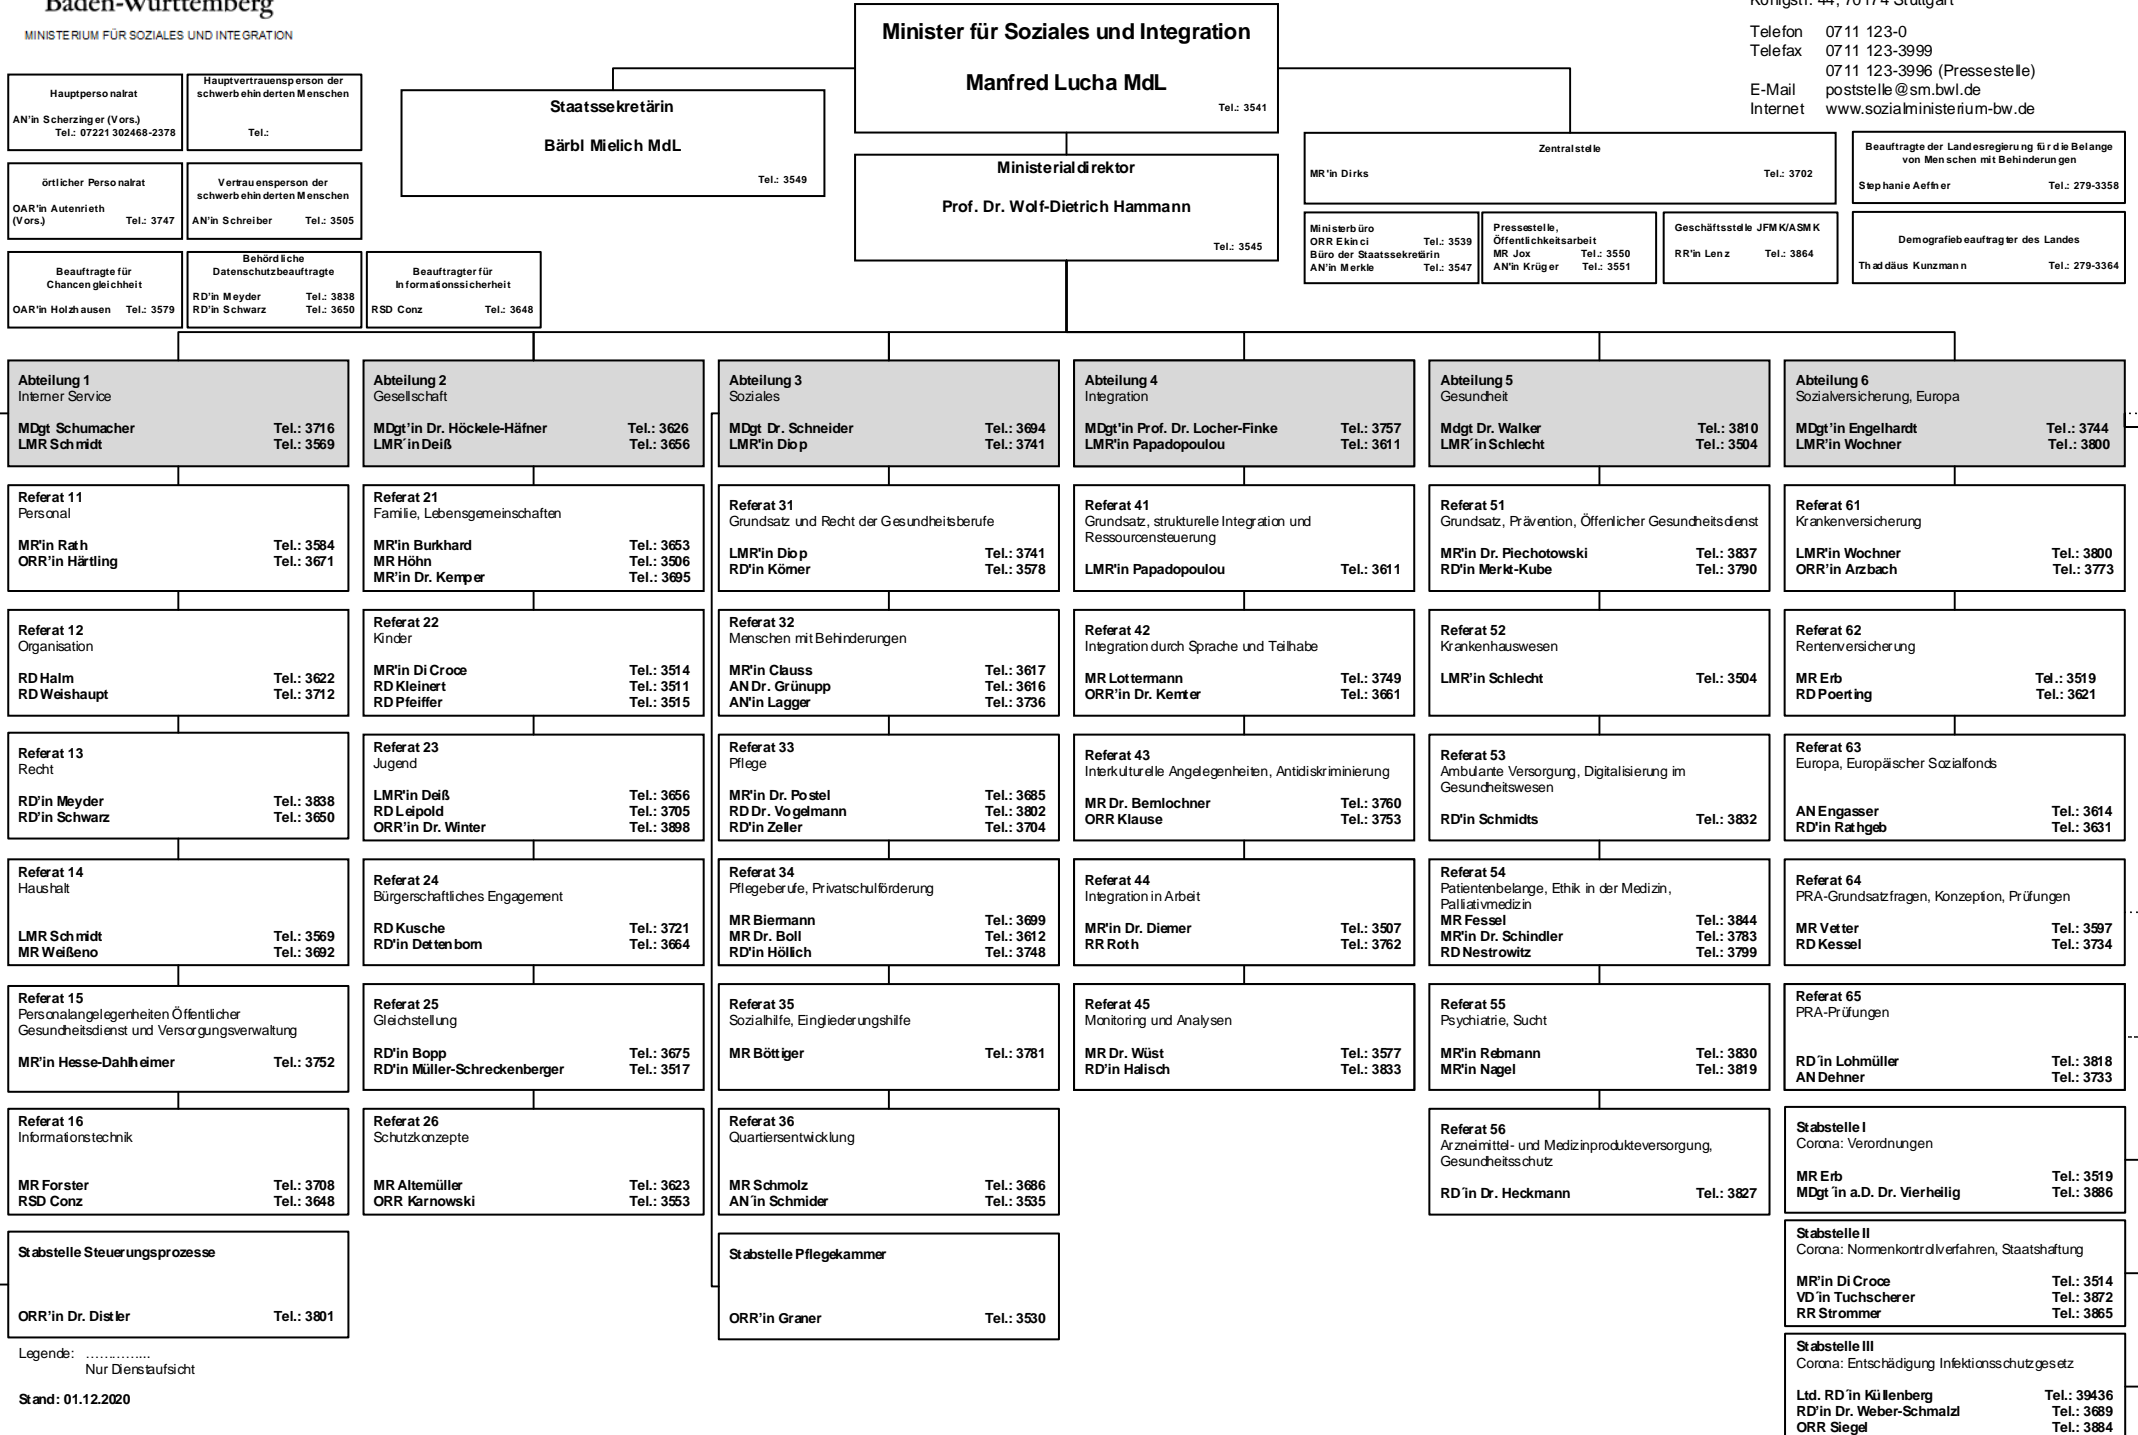 Baden-Württemberg
MINISTERIUM FÜR SOZIALES UND INTEGRATION
Königstr. 44, 70174 Stuttgart
Telefon 0711 123-0
Telefax 0711 123-3999
0711 123-3996 (Pressestelle)
E-Mail poststelle@sm.bwl.de
Internet www.sozialministerium-bw.de
Minister für Soziales und Integration
Manfred Lucha MdL
Tel.: 3541
Staatssekretärin
Bärbl Mielich MdL
Tel.: 3549
Ministerialdirektor
Prof. Dr. Wolf-Dietrich Hammann
Tel.: 3545
Hauptpersonalrat
AN'in Scherzinger (Vors.)
Tel.: 07221 302468-2378
Hauptvertrauensperson der
schwerbehinderten Menschen
Tel.:
örtlicher Personalrat
OAR'in Autenrieth
(Vors.) Tel.: 3747
Vertrauensperson der
schwerbehinderten Menschen
AN'in Schreiber Tel.: 3505
Beauftragte für
Chancengleichheit
OAR'in Holzhausen Tel.: 3579
Behördliche
Datenschutzbeauftragte
RD'in Meyder Tel.: 3838
RD'in Schwarz Tel.: 3650
Beauftragter für
Informationssicherheit
RSD Conz Tel.: 3648
Zentralstelle
MR'in Dirks Tel.: 3702
Ministerbüro
ORR Ekinci Tel.: 3539
Büro der Staatssekretärin
AN'in Merkle Tel.: 3547
Pressestelle,
Öffentlichkeitsarbeit
MR Jox Tel.: 3550
AN'in Krüger Tel.: 3551
Geschäftsstelle JFMK/ASMK
RR'in Lenz Tel.: 3864
Beauftragte der Landesregierung für die Belange
von Menschen mit Behinderungen
Stephanie Aeffner Tel.: 279-3358
Demografiebeauftragter des Landes
Thaddäus Kunzmann Tel.: 279-3364
Abteilung 1
Interner Service
MDgt Schumacher Tel.: 3716
LMR Schmidt Tel.: 3569
Referat 11
Personal
MR'in Rath Tel.: 3584
ORR'in Härtling Tel.: 3671
Referat 12
Organisation
RD Halm Tel.: 3622
RD Weishaupt Tel.: 3712
Referat 13
Recht
RD'in Meyder Tel.: 3838
RD'in Schwarz Tel.: 3650
Referat 14
Haushalt
LMR Schmidt Tel.: 3569
MR Weißeno Tel.: 3692
Referat 15
Personalangelegenheiten Öffentlicher
Gesundheitsdienst und Versorgungsverwaltung
MR'in Hesse-Dahlheimer Tel.: 3752
Referat 16
Informationstechnik
MR Forster Tel.: 3708
RSD Conz Tel.: 3648
Stabstelle Steuerungsprozesse
ORR'in Dr. Distler Tel.: 3801
Abteilung 2
Gesellschaft
MDgt'in Dr. Höckele-Häfner Tel.: 3626
LMR´in Deiß Tel.: 3656
Referat 21
Familie, Lebensgemeinschaften
MR'in Burkhard Tel.: 3653
MR Höhn Tel.: 3506
MR'in Dr. Kemper Tel.: 3695
Referat 22
Kinder
MR'in Di Croce Tel.: 3514
RD Kleinert Tel.: 3511
RD Pfeiffer Tel.: 3515
Referat 23
Jugend
LMR'in Deiß Tel.: 3656
RD Leipold Tel.: 3705
ORR'in Dr. Winter Tel.: 3898
Referat 24
Bürgerschaftliches Engagement
RD Kusche Tel.: 3721
RD'in Dettenborn Tel.: 3664
Referat 25
Gleichstellung
RD'in Bopp Tel.: 3675
RD'in Müller-Schreckenberger Tel.: 3517
Referat 26
Schutzkonzepte
MR Altemüller Tel.: 3623
ORR Karnowski Tel.: 3553
Abteilung 3
Soziales
MDgt Dr. Schneider Tel.: 3694
LMR'in Diop Tel.: 3741
Referat 31
Grundsatz und Recht der Gesundheitsberufe
LMR'in Diop Tel.: 3741
RD'in Körner Tel.: 3578
Referat 32
Menschen mit Behinderungen
MR'in Clauss Tel.: 3617
AN Dr. Grünupp Tel.: 3616
AN'in Lagger Tel.: 3736
Referat 33
Pflege
MR'in Dr. Postel Tel.: 3685
RD Dr. Vogelmann Tel.: 3802
RD'in Zeller Tel.: 3704
Referat 34
Pflegeberufe, Privatschulförderung
MR Biermann Tel.: 3699
MR Dr. Boll Tel.: 3612
RD'in Höllich Tel.: 3748
Referat 35
Sozialhilfe, Eingliederungshilfe
MR Böttiger Tel.: 3781
Referat 36
Quartiersentwicklung
MR Schmolz Tel.: 3686
AN´in Schmider Tel.: 3535
Stabstelle Pflegekammer
ORR'in Graner Tel.: 3530
Abteilung 4
Integration
MDgt'in Prof. Dr. Locher-Finke Tel.: 3757
LMR'in Papadopoulou Tel.: 3611
Referat 41
Grundsatz, strukturelle Integration und
Ressourcensteuerung
LMR'in Papadopoulou Tel.: 3611
Referat 42
Integration durch Sprache und Teilhabe
MR Lottermann Tel.: 3749
ORR'in Dr. Kemter Tel.: 3661
Referat 43
Interkulturelle Angelegenheiten, Antidiskriminierung
MR Dr. Bernlochner Tel.: 3760
ORR Klause Tel.: 3753
Referat 44
Integration in Arbeit
MR'in Dr. Diemer Tel.: 3507
RR Roth Tel.: 3762
Referat 45
Monitoring und Analysen
MR Dr. Wüst Tel.: 3577
RD'in Halisch Tel.: 3833
Abteilung 5
Gesundheit
Mdgt Dr. Walker Tel.: 3810
LMR´in Schlecht Tel.: 3504
Referat 51
Grundsatz, Prävention, Öffenlicher Gesundheitsdienst
MR'in Dr. Piechotowski Tel.: 3837
RD'in Merkt-Kube Tel.: 3790
Referat 52
Krankenhauswesen
LMR'in Schlecht Tel.: 3504
Referat 53
Ambulante Versorgung, Digitalisierung im
Gesundheitswesen
RD'in Schmidts Tel.: 3832
Referat 54
Patientenbelange, Ethik in der Medizin,
Palliativmedizin
MR Fessel Tel.: 3844
MR'in Dr. Schindler Tel.: 3783
RD Nestrowitz Tel.: 3799
Referat 55
Psychiatrie, Sucht
MR'in Rebmann Tel.: 3830
MR'in Nagel Tel.: 3819
Referat 56
Arzneimittel- und Medizinprodukteversorgung,
Gesundheitsschutz
RD´in Dr. Heckmann Tel.: 3827
Abteilung 6
Sozialversicherung, Europa
MDgt'in Engelhardt Tel.: 3744
LMR'in Wochner Tel.: 3800
Referat 61
Krankenversicherung
LMR'in Wochner Tel.: 3800
ORR'in Arzbach Tel.: 3773
Referat 62
Rentenversicherung
MR Erb Tel.: 3519
RD Poerting Tel.: 3621
Referat 63
Europa, Europäischer Sozialfonds
AN Engasser Tel.: 3614
RD'in Rathgeb Tel.: 3631
Referat 64
PRA-Grundsatzfragen, Konzeption, Prüfungen
MR Vetter Tel.: 3597
RD Kessel Tel.: 3734
Referat 65
PRA-Prüfungen
RD´in Lohmüller Tel.: 3818
AN Dehner Tel.: 3733
Stabstelle I
Corona: Verordnungen
MR Erb Tel.: 3519
MDgt´in a.D. Dr. Vierheilig Tel.: 3886
Stabstelle II
Corona: Normenkontrollverfahren, Staatshaftung
MR'in Di Croce Tel.: 3514
VD´in Tuchscherer Tel.: 3872
RR Strommer Tel.: 3865
Stabstelle III
Corona: Entschädigung Infektionsschutzgesetz
Ltd. RD´in Küllenberg Tel.: 39436
RD'in Dr. Weber-Schmalzl Tel.: 3689
ORR Siegel Tel.: 3884
Legende: ...............
Nur Dienstaufsicht
Stand: 01.12.2020